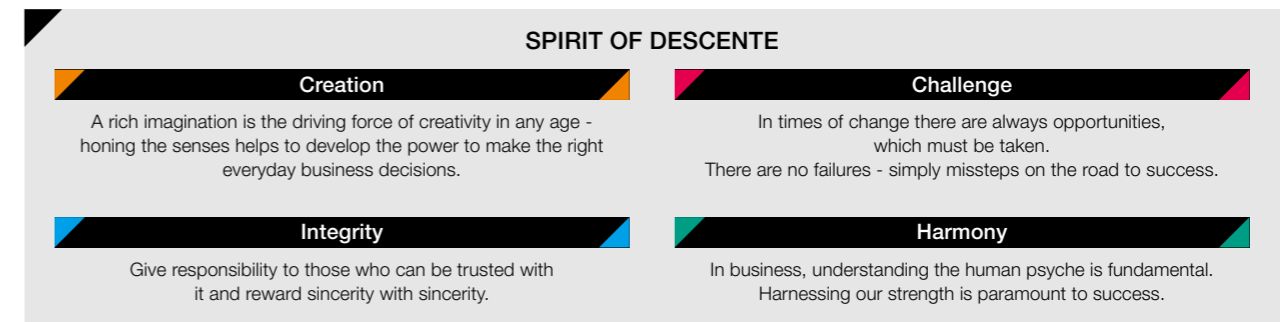 SPIRIT OF DESCENTE
Creation
A rich imagination is the driving force of creativity in any age -
honing the senses helps to develop the power to make the right
everyday business decisions.
Challenge
In times of change there are always opportunities,
which must be taken.
There are no failures - simply missteps on the road to success.
Integrity
Give responsibility to those who can be trusted with
it and reward sincerity with sincerity.
Harmony
In business, understanding the human psyche is fundamental.
Harnessing our strength is paramount to success.